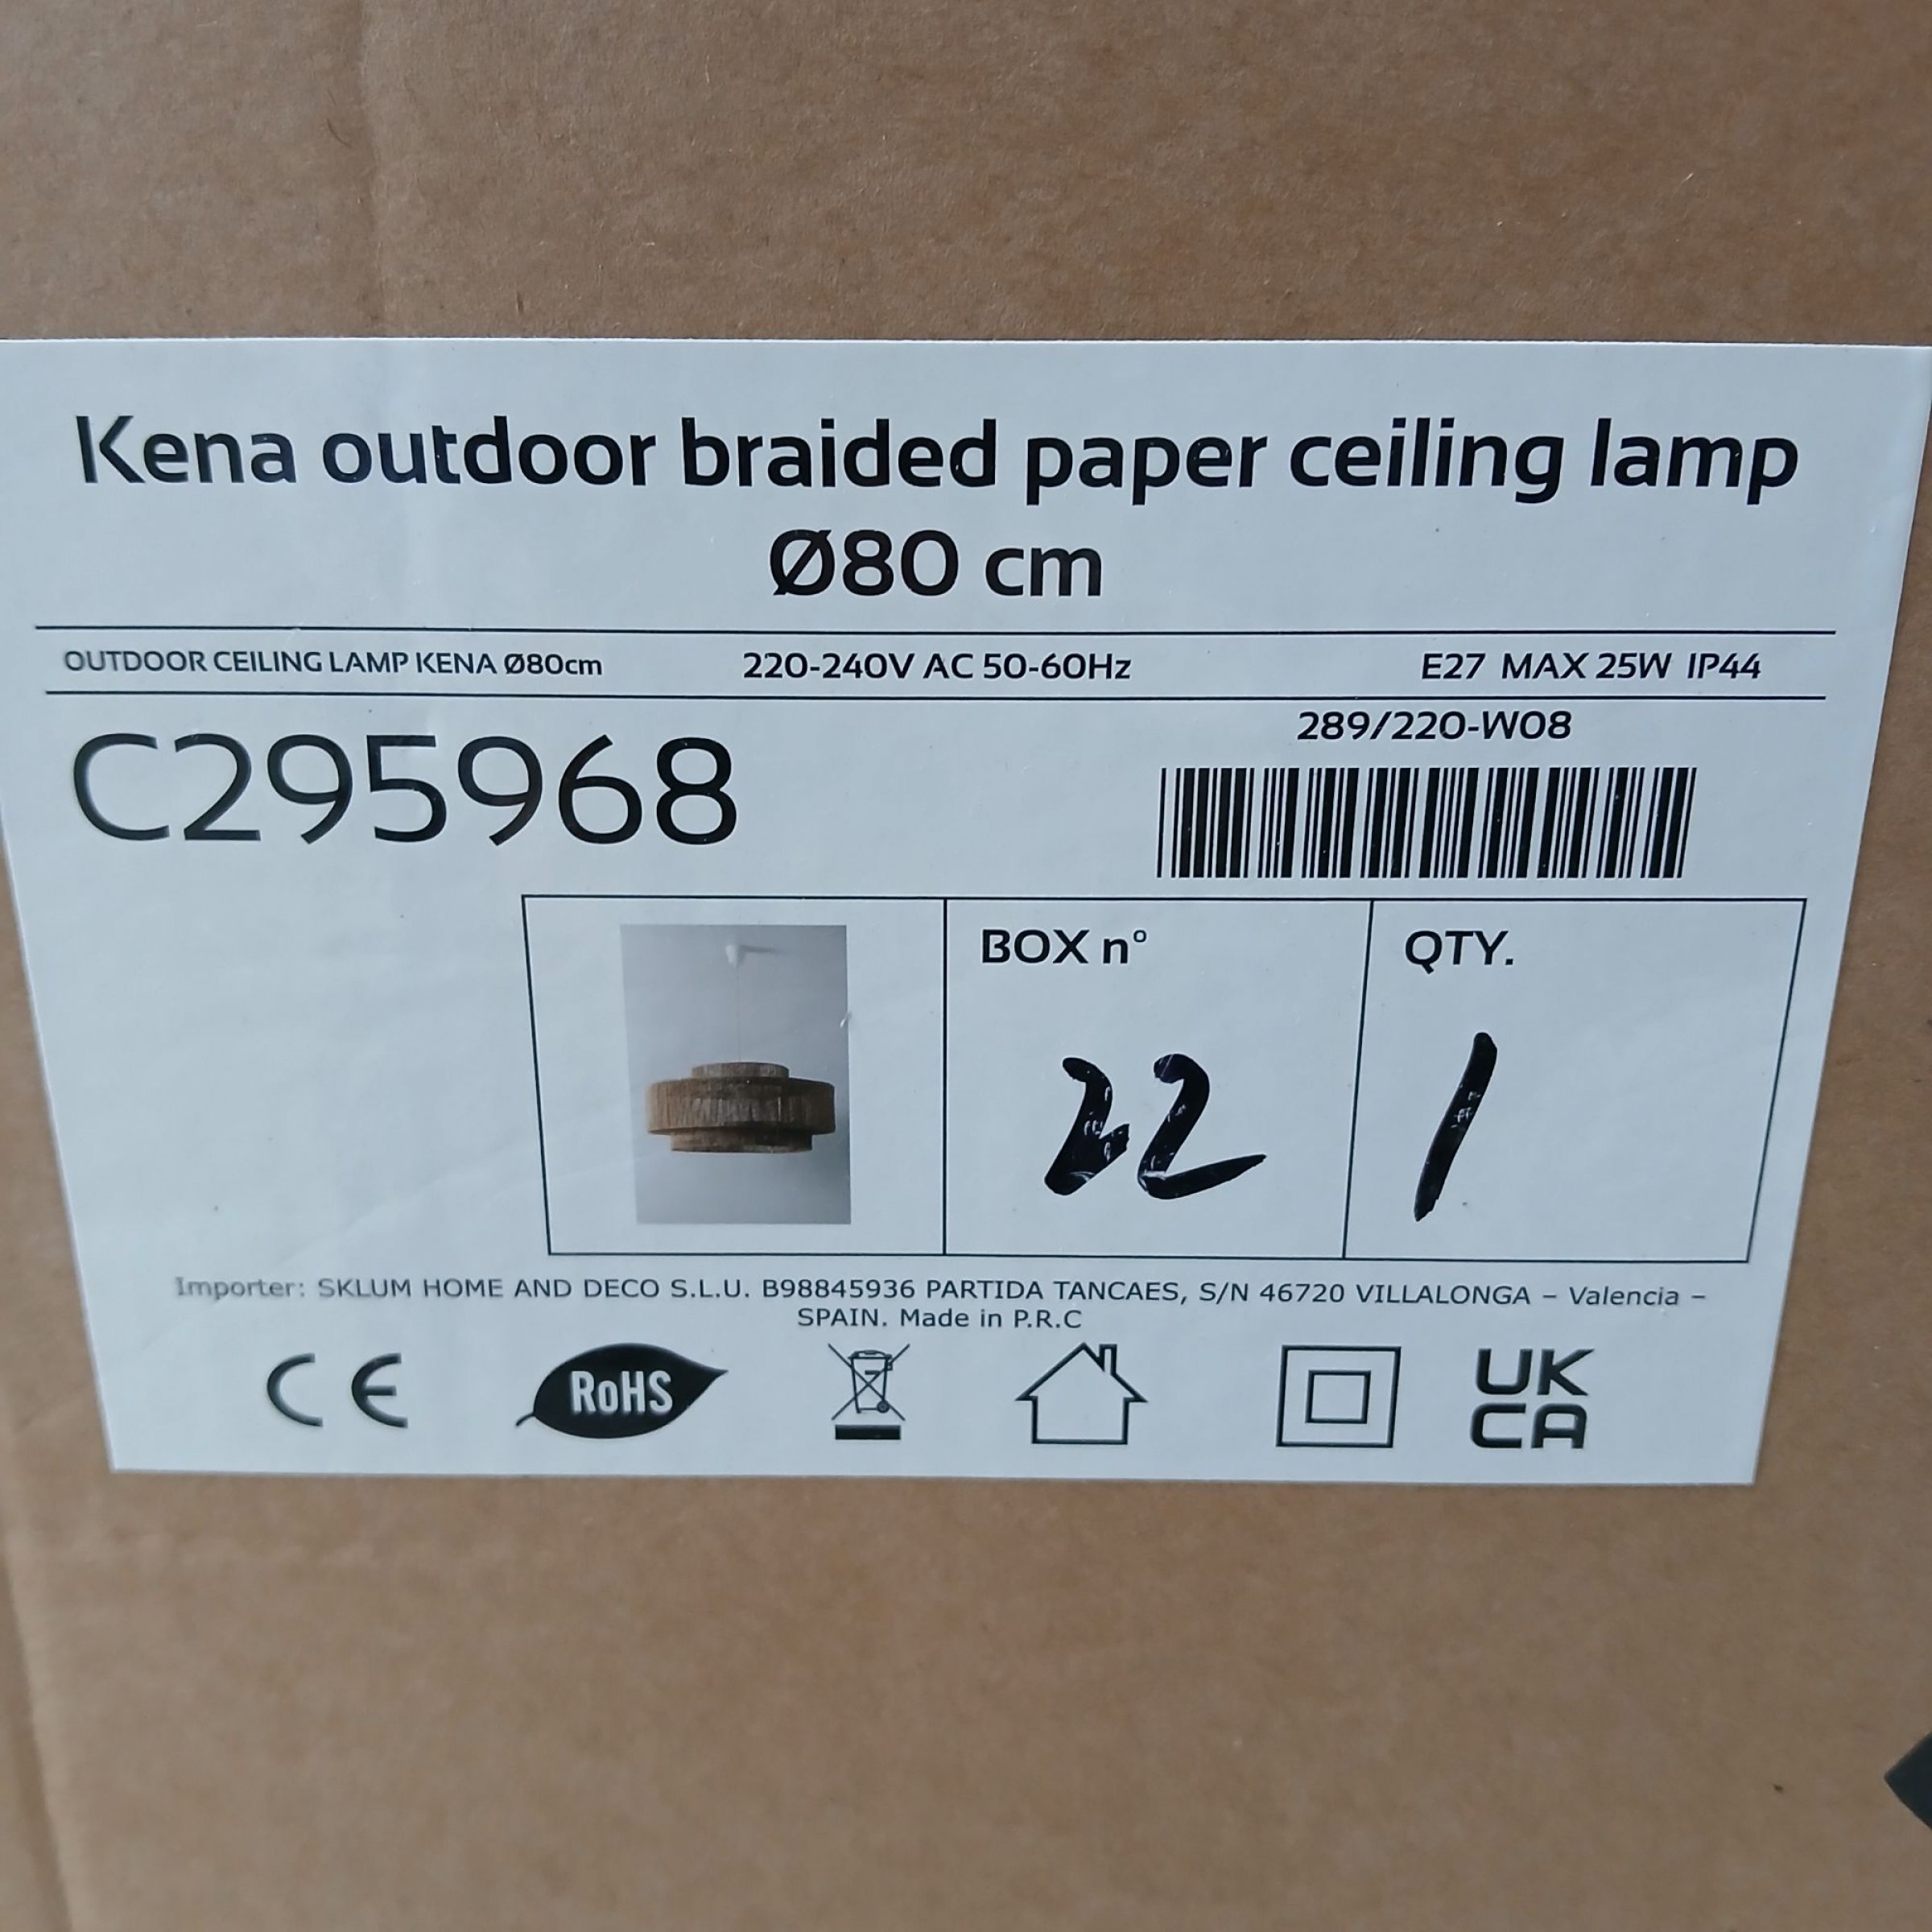 Kena outdoor braided paper ceiling lamp
Ø80 cm
OUTDOOR CEILING LAMP KENA Ø80cm 220-240V AC 50-60Hz E27 MAX 25W IP44
289/220-W08
C295968
BOX nº QTY.
22 1
Importer: SKLUM HOME AND DECO S.L.U. B98845936 PARTIDA TANCAES, S/N 46720 VILLALONGA – Valencia –
SPAIN. Made in P.R.C
CE RoHS UK
CA